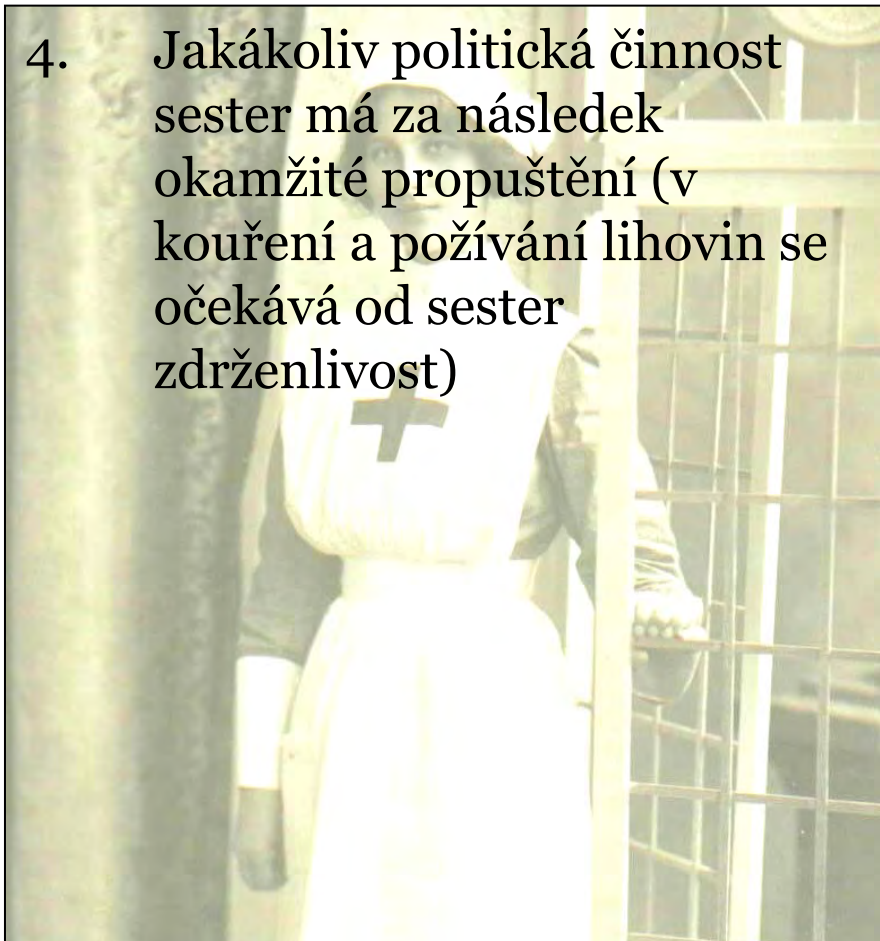 4. Jakákoliv politická činnost
sester má za následek
okamžité propuštění (v
kouření a požívání lihovin se
očekává od sester
zdrženlivost)